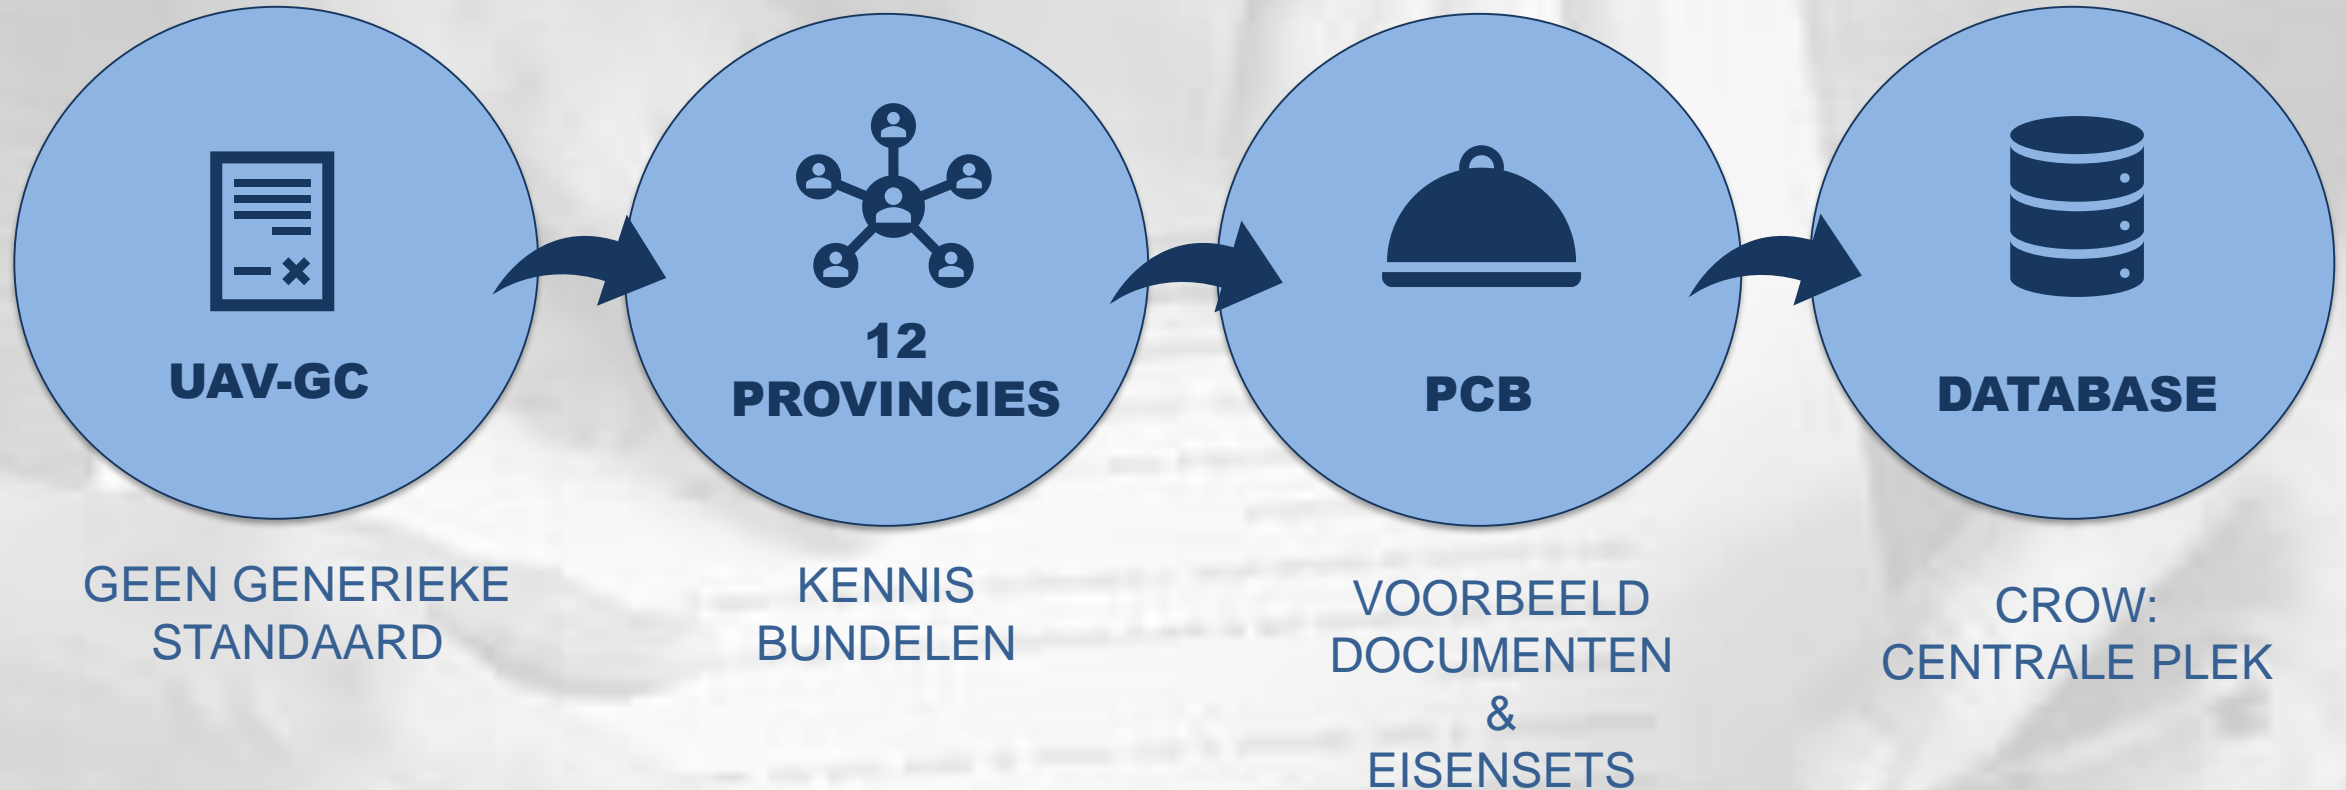 UAV-GC
GEEN GENERIEKE
STANDAARD
12
PROVINCIES
KENNIS
BUNDELEN
PCB
VOORBEELD
DOCUMENTEN
&
EISENSETS
DATABASE
CROW:
CENTRALE PLEK